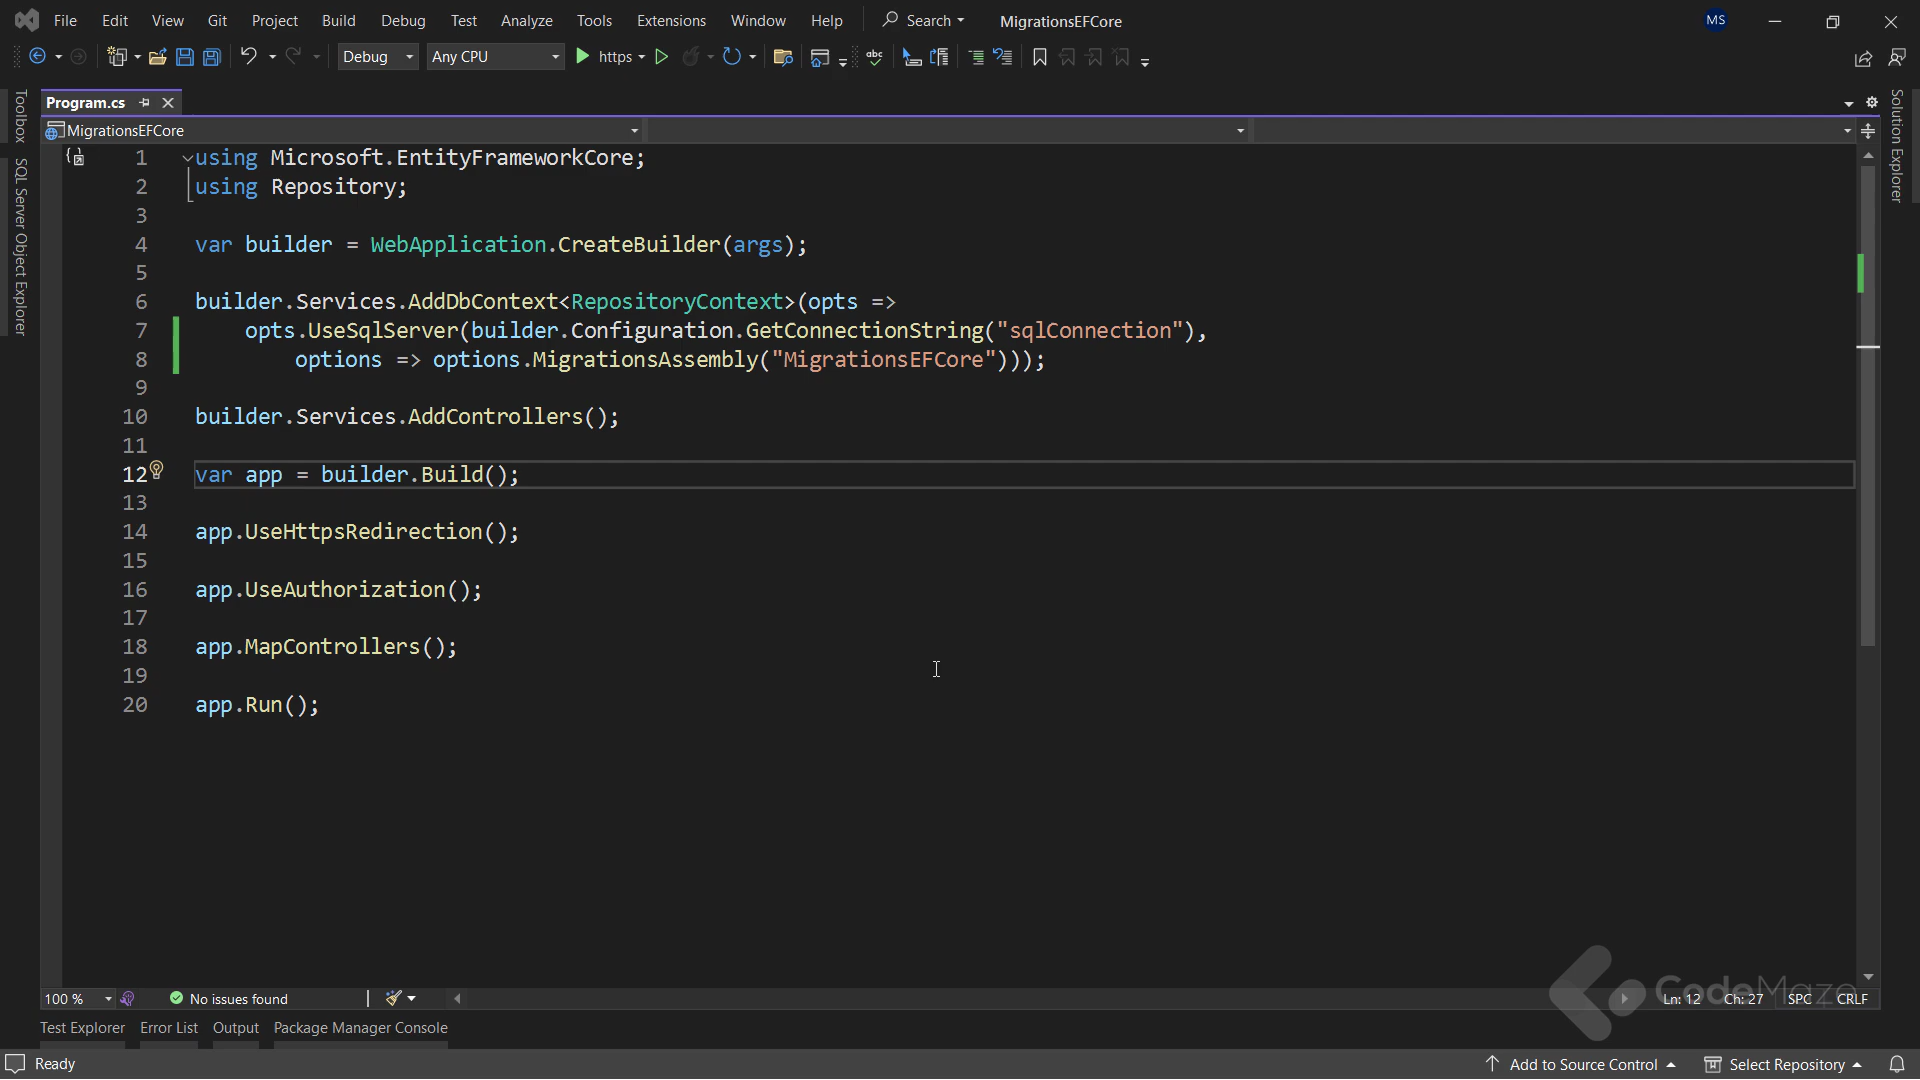 File Edit View Git Project Build Debug Test Analyze Tools Extensions Window Help Search MigrationsEFCore MS
Debug Any CPU https abc
Program.cs
MigrationsEFCore
Toolbox
SQL Server Object Explorer
Solution Explorer
1 using Microsoft.EntityFrameworkCore;
2 using Repository;
3
4 var builder = WebApplication.CreateBuilder(args);
5
6 builder.Services.AddDbContext<RepositoryContext>(opts =>
7 opts.UseSqlServer(builder.Configuration.GetConnectionString("sqlConnection"),
8 options => options.MigrationsAssembly("MigrationsEFCore")));
9
10 builder.Services.AddControllers();
11
12 var app = builder.Build();
13
14 app.UseHttpsRedirection();
15
16 app.UseAuthorization();
17
18 app.MapControllers();
19
20 app.Run();
CodeMaze
100 % No issues found Ln: 12 Ch: 27 SPC CRLF
Test Explorer Error List Output Package Manager Console
Ready Add to Source Control Select Repository